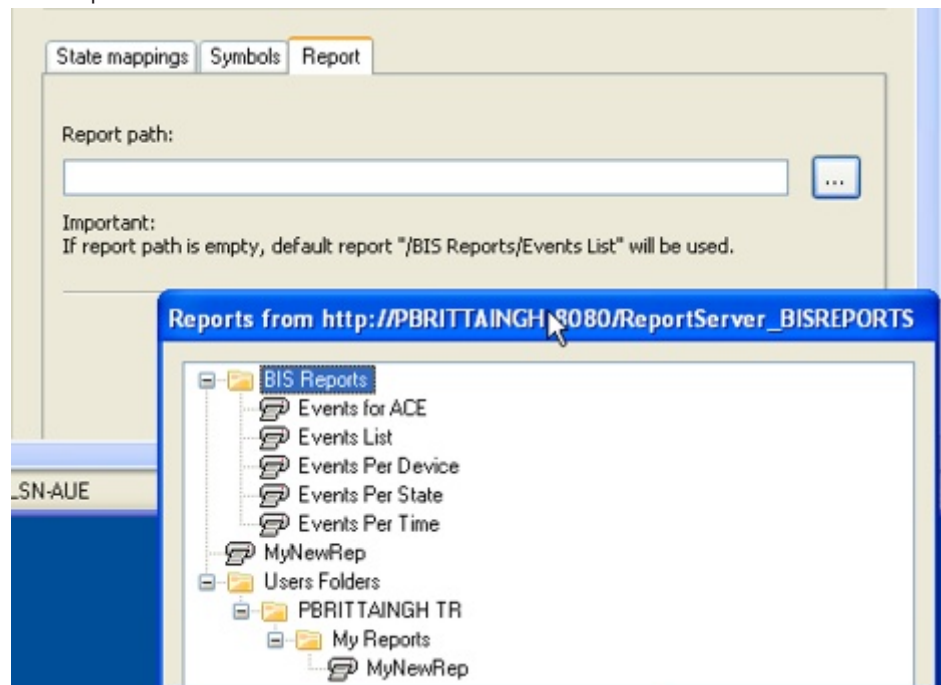 State mappings Symbols Report
Report path:
...
Important:
If report path is empty, default report "/BIS Reports/Events List" will be used.
Reports from http://PBRITTAINGH:8080/ReportServer_BISREPORTS
BIS Reports
Events for ACE
Events List
Events Per Device
Events Per State
Events Per Time
MyNewRep
Users Folders
PBRITTAINGH TR
My Reports
MyNewRep
_SN-AUE